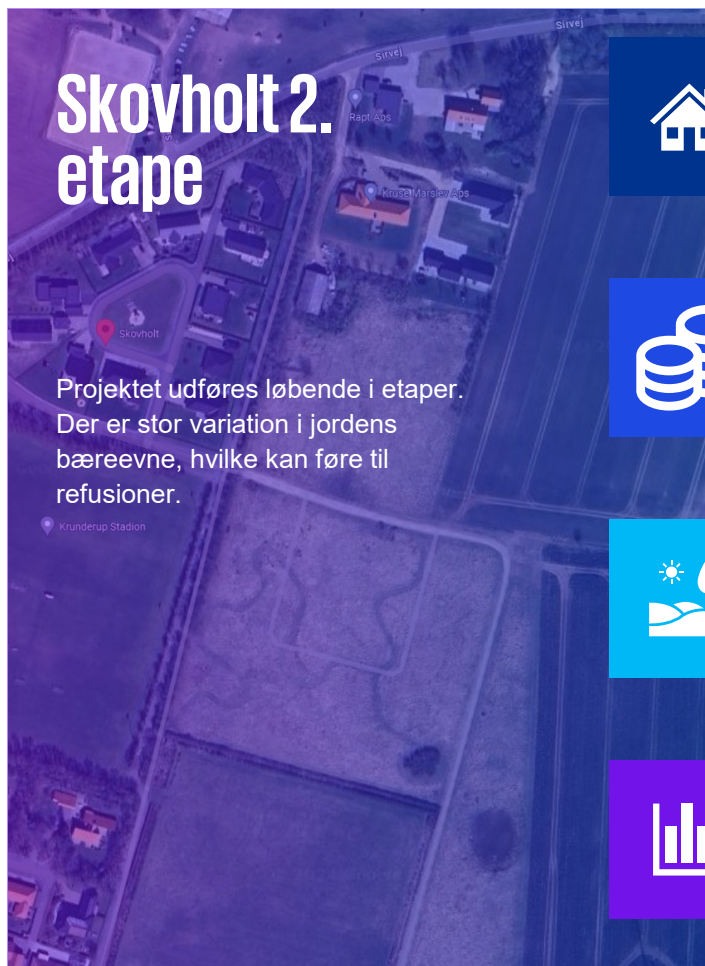 Sirvej
Sirvej
Skovholt 2.
etape
Rapt Aps
Kruse Marslev Aps
Skovholt
Projektet udføres løbende i etaper.
Der er stor variation i jordens
bæreevne, hvilke kan føre til
refusioner.
Krunderup Stadion